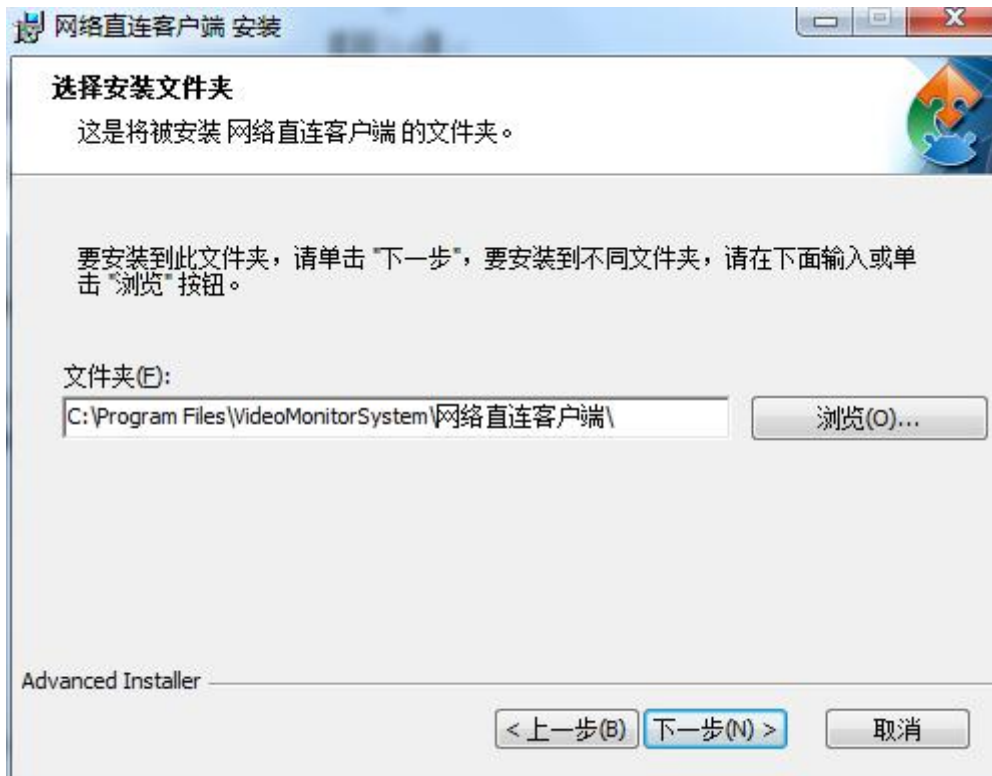 网络直连客户端 安装
选择安装文件夹
这是将被安装 网络直连客户端 的文件夹。
要安装到此文件夹，请单击 "下一步"，要安装到不同文件夹，请在下面输入或单
击 "浏览" 按钮。
文件夹(F):
C:\Program Files\VideoMonitorSystem\网络直连客户端\
浏览(O)...
Advanced Installer
< 上一步(B)
下一步(N) >
取消